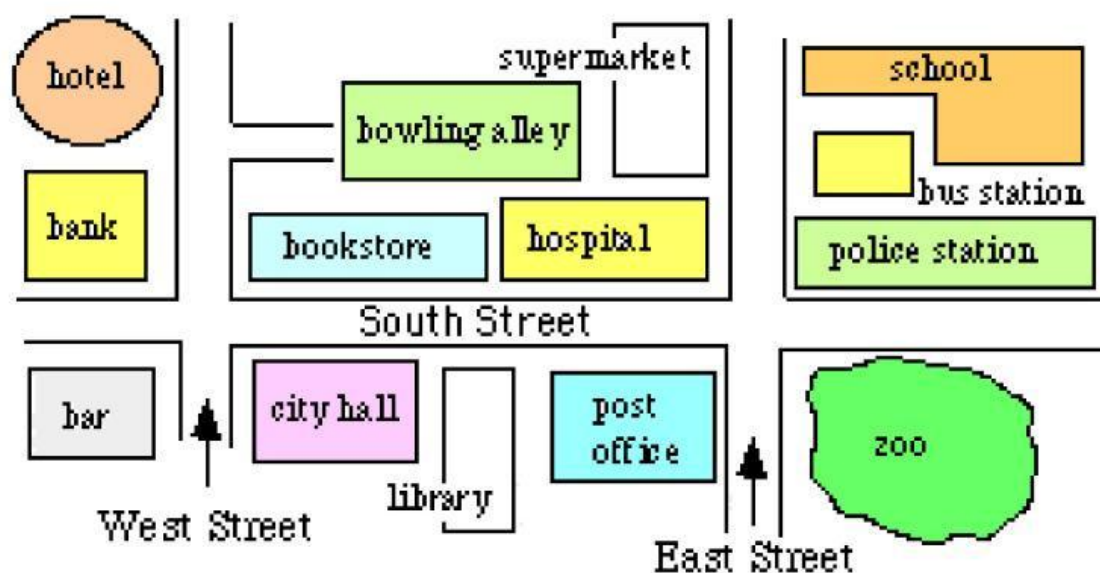 hotel
supermarket
school
bowling alley
bank
bus station
bookstore
hospital
police station
South Street
bar
city hall
post
office
zoo
library
West Street
East Street